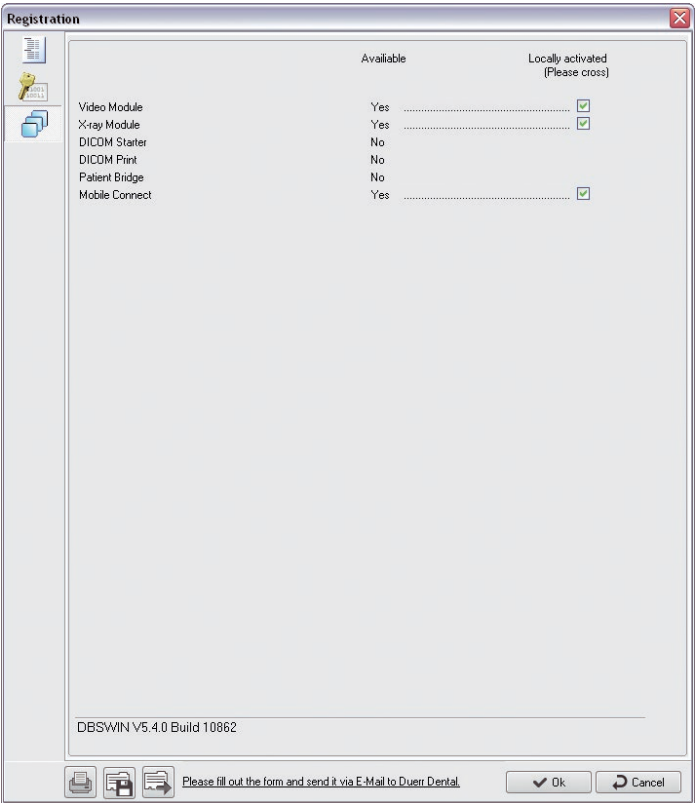 Registration
Availiable Locally activated
(Please cross)
Video Module Yes
X-ray Module Yes
DICOM Starter No
DICOM Print No
Patient Bridge No
Mobile Connect Yes
DBSWIN V5.4.0 Build 10862
Please fill out the form and send it via E-Mail to Duerr Dental. Ok Cancel